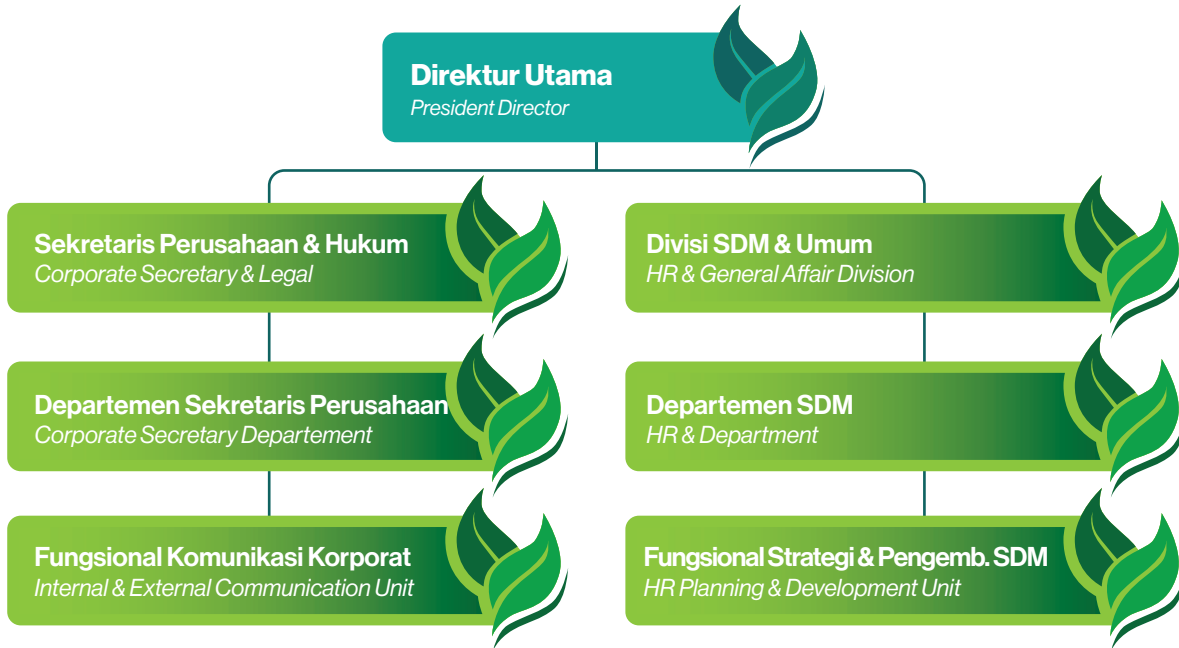 Direktur Utama
President Director
Sekretaris Perusahaan & Hukum
Corporate Secretary & Legal
Divisi SDM & Umum
HR & General Affair Division
Departemen Sekretaris Perusahaan
Corporate Secretary Departement
Departemen SDM
HR & Department
Fungsional Komunikasi Korporat
Internal & External Communication Unit
Fungsional Strategi & Pengemb. SDM
HR Planning & Development Unit